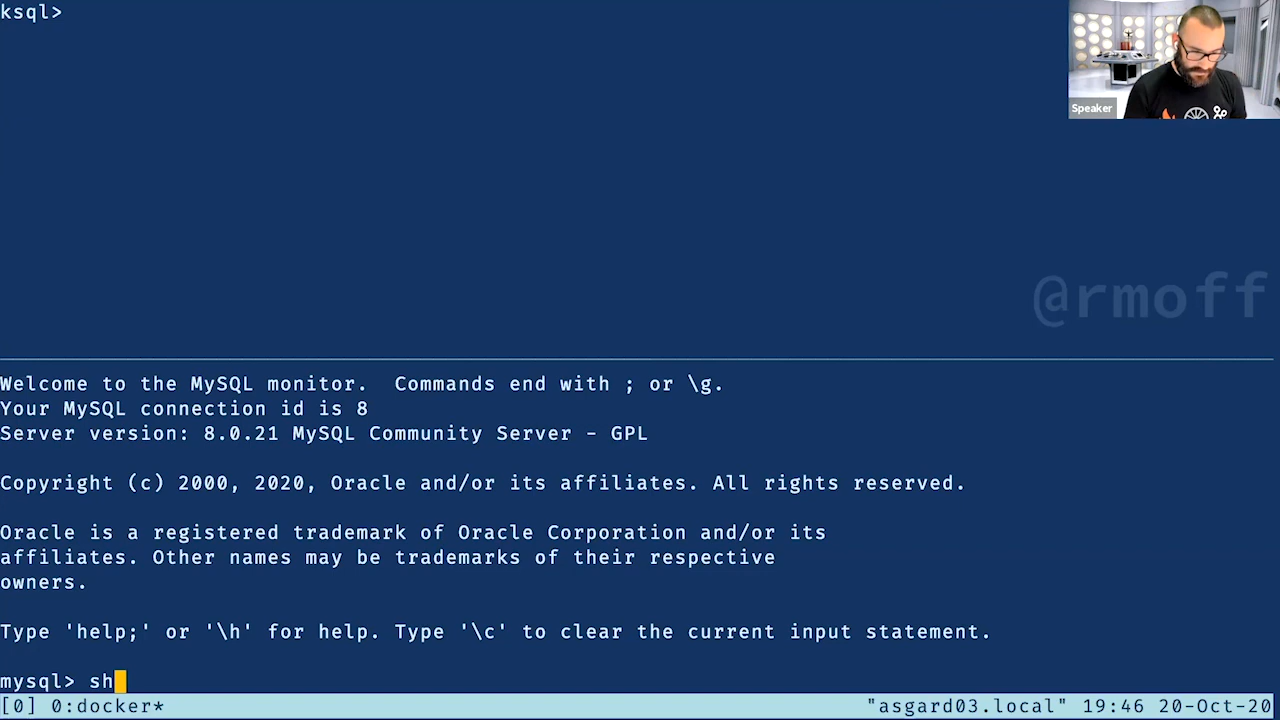 ksql>
Speaker
@rmoff
Welcome to the MySQL monitor.  Commands end with ; or \g.
Your MySQL connection id is 8
Server version: 8.0.21 MySQL Community Server - GPL
Copyright (c) 2000, 2020, Oracle and/or its affiliates. All rights reserved.
Oracle is a registered trademark of Oracle Corporation and/or its
affiliates. Other names may be trademarks of their respective
owners.
Type 'help;' or '\h' for help. Type '\c' to clear the current input statement.
mysql> sh
[0] 0:docker* "asgard03.local" 19:46 20-Oct-20